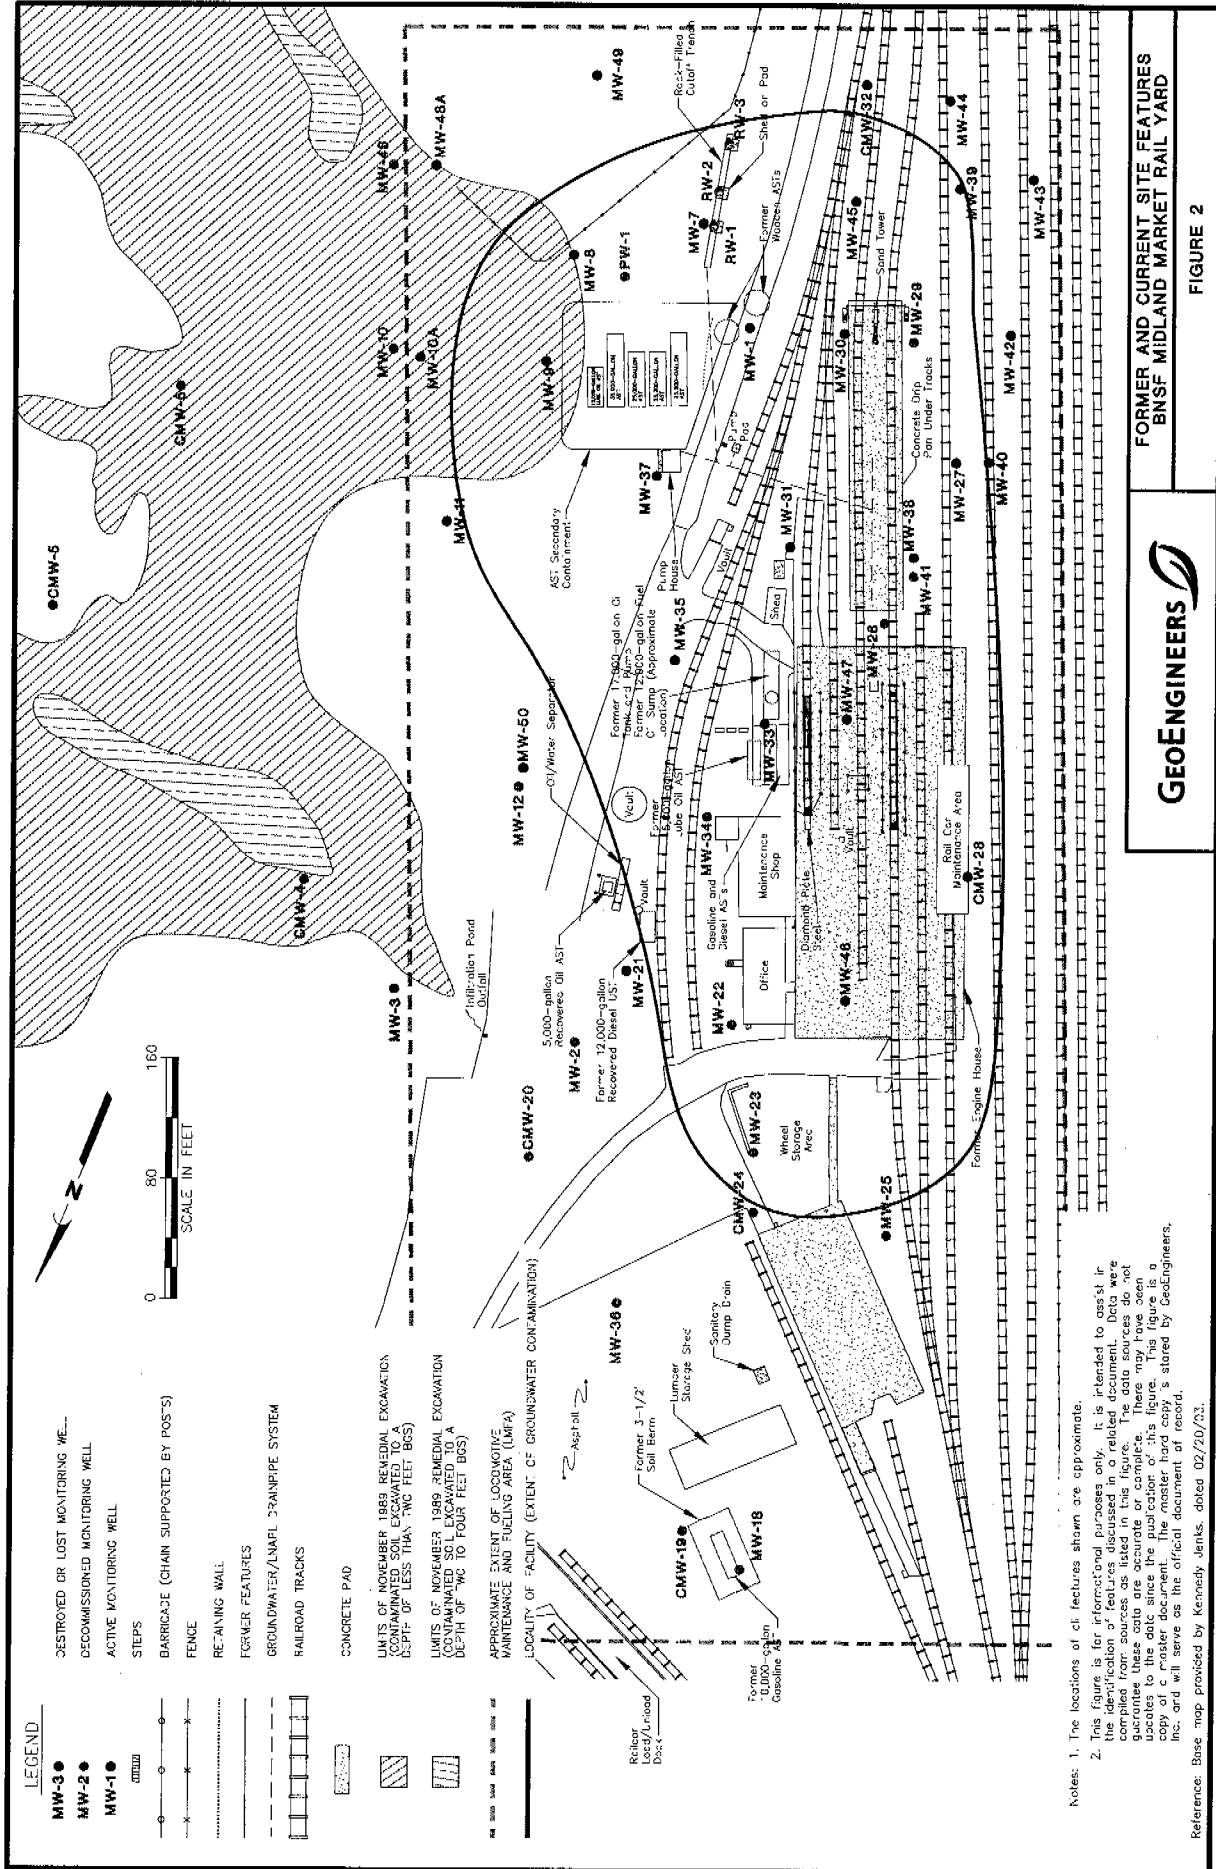 LEGEND
MW-3
DESTROYED OR LOST MONITORING
MW-2
DECOMMISSIONED MONITORING WELL
MW-1
ACTIVE MONITORING WELL
STEPS
BARRICADE (CHAIN SUPPORTED BY POSTS)
FENCE
RETAINING WALL
FORMER FEATURES
GROUNDWATER/LNAPL DRAINPIPE SYSTEM
RAILROAD TRACKS
CONCRETE PAD
LIMITS OF NOVEMBER 1989 REMEDIAL EXCAVATION
(CONTAMINATED SOIL EXCAVATED TO A
DEPTH OF LESS THAN TWO FEET BGS)
LIMITS OF NOVEMBER 1989 REMEDIAL EXCAVATION
(CONTAMINATED SOIL EXCAVATED TO A
DEPTH OF TWO TO FOUR FEET BGS)
APPROXIMATE EXTENT OF LOCOMOTIVE
MAINTENANCE AND FUELING AREA (LMFA)
LOCALITY OF FACILITY (EXTENT OF GROUNDWATER CONTAMINATION)
N
0
80
160
SCALE IN FEET
CMW-5
CMW-6
CMW-4
MW-3
MW-10
MW-10A
MW-48A
MW-49
MW-11
MW-9
MW-8
PW-1
MW-7
RW-1
RW-2
RW-3
Rock-Filled
Cutoff Trench
Shed or Pad
Former
Wooden ASTs
MW-1
AST Secondary
Containment
MW-37
Pump
House
Pump
Pad
Infiltration Pond
Outfall
MW-12
MW-50
Oil/Water Separator
5,000-gallon
Recovered Oil AST
Former 12,000-gallon
Recovered Diesel UST
MW-21
Vault
Vault
MW-2
CMW-20
MW-35
MW-34
Gasoline and
Diesel ASTs
MW-33
MW-31
Vault
Shed
MW-22
Office
Maintenance
Shop
Diamond Plate
Steel
MW-46
Vault
MW-47
MW-26
MW-41
MW-38
Concrete Drip
Pan Under Tracks
MW-30
MW-29
Sand Tower
MW-45
CMW-32
MW-44
MW-39
MW-43
MW-42
MW-40
MW-27
Rail Car
Maintenance Area
CMW-28
Former Engine House
MW-23
Wheel
Storage
Area
CMW-24
MW-25
MW-36
Sanitary
Dump Drain
Lumber
Storage Shed
Former 3-1/2'
Soil Berm
Asphalt
CMW-19
MW-18
Former
Gasoline AST
Railcar
Load/Unload
Dock
Notes: 1. The locations of all features shown are approximate.
2. This figure is for informational purposes only. It is intended to assist in
the identification of features discussed in a related document. Data were
compiled from sources as listed in this figure. The data sources do not
guarantee these data are accurate or complete. There may have been
updates to the data since the publication of this figure. This figure is a
copy of a master document. The master hard copy is stored by GeoEngineers,
Inc. and will serve as the official document of record.
Reference: Base map provided by Kennedy Jenks, dated 02/20/03.
GEOENGINEERS
FORMER AND CURRENT SITE FEATURES
BNSF MIDLAND MARKET RAIL YARD
FIGURE 2